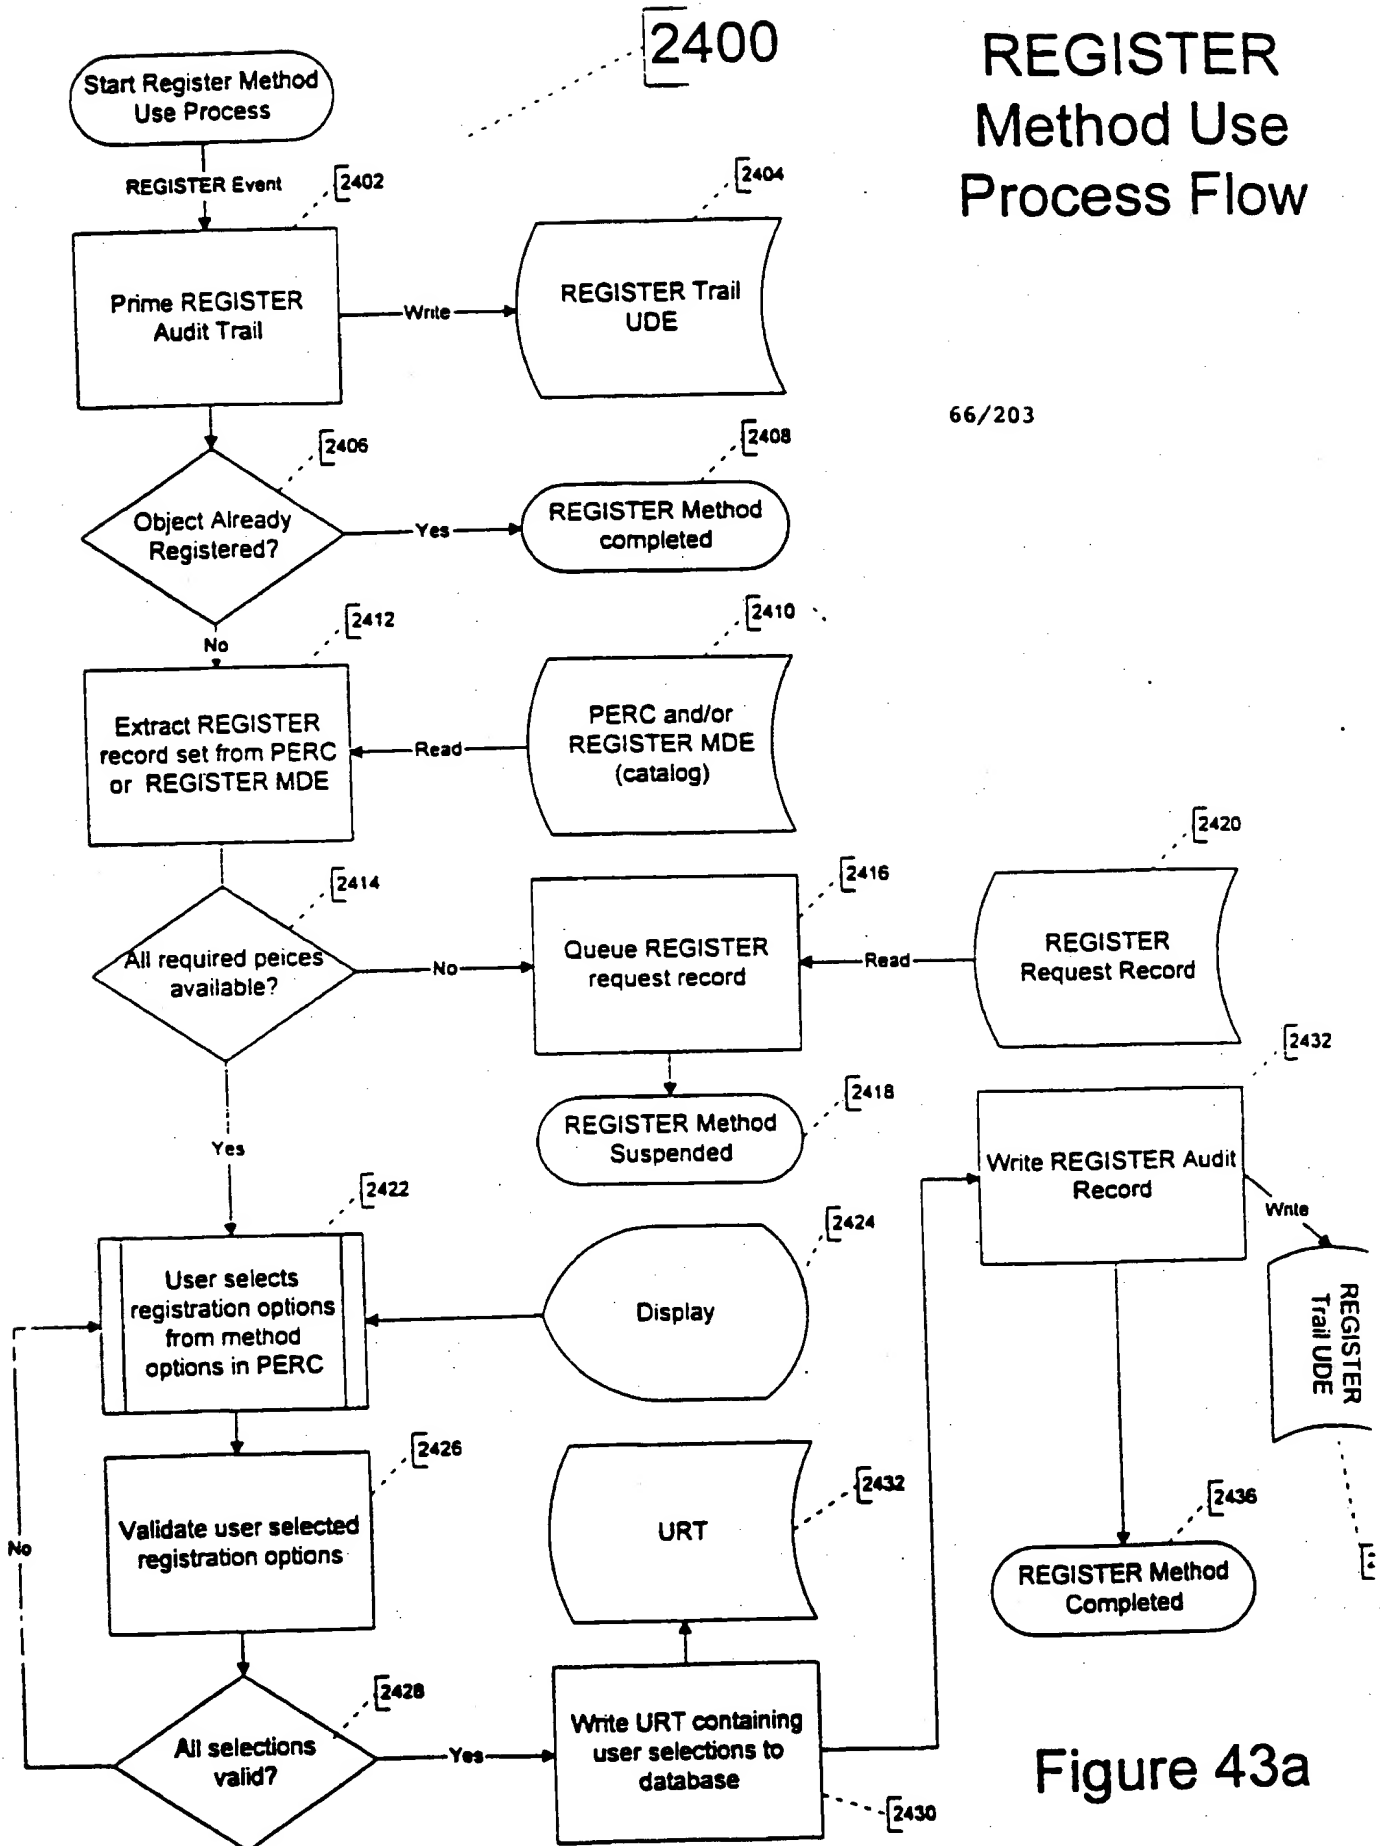 2400
REGISTER
Method Use
Process Flow
Start Register Method
Use Process
REGISTER Event
2402
2404
Prime REGISTER
Audit Trail
Write
REGISTER Trail
UDE
66/203
2406
2408
Object Already
Registered?
Yes
REGISTER Method
completed
No
2412
2410
Extract REGISTER
record set from PERC
or REGISTER MDE
Read
PERC and/or
REGISTER MDE
(catalog)
2414
2416
2420
All required peices
available?
No
Queue REGISTER
request record
Read
REGISTER
Request Record
2418
REGISTER Method
Suspended
2432
Write REGISTER Audit
Record
Write
REGISTER
Trail UDE
Yes
2422
2424
User selects
registration options
from method
options in PERC
Display
2426
Validate user selected
registration options
No
2432
URT
2436
REGISTER Method
Completed
2428
All selections
valid?
Yes
Write URT containing
user selections to
database
2430
Figure 43a